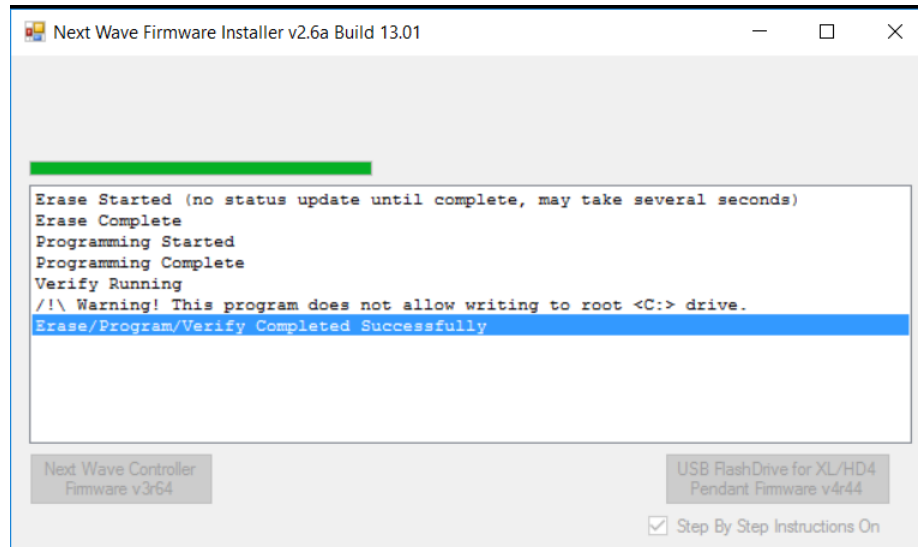 Next Wave Firmware Installer v2.6a Build 13.01
Erase Started (no status update until complete, may take several seconds)
Erase Complete
Programming Started
Programming Complete
Verify Running
/!\ Warning! This program does not allow writing to root <C:> drive.
Erase/Program/Verify Completed Successfully
Next Wave Controller
Firmware v3r64
USB FlashDrive for XL/HD4
Pendant Firmware v4r44
Step By Step Instructions On